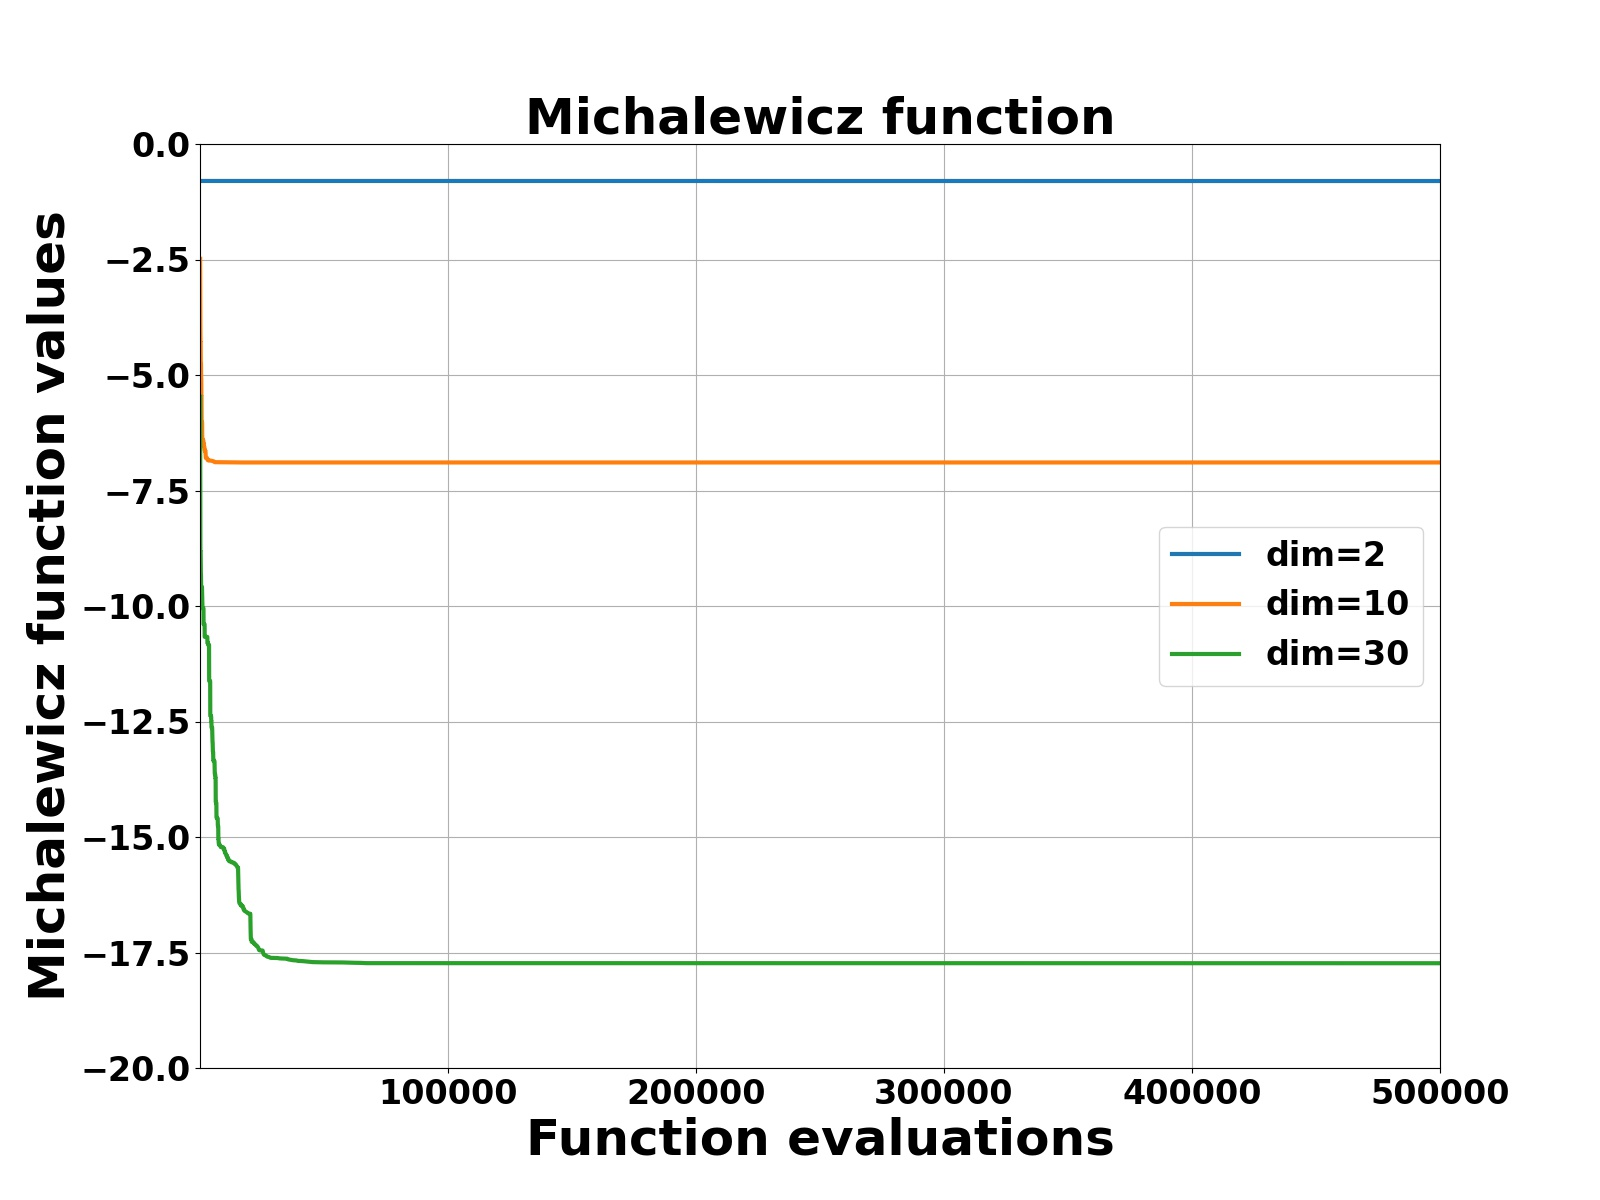 Michalewicz function
Michalewicz function values
0.0
−2.5
−5.0
−7.5
−10.0
−12.5
−15.0
−17.5
−20.0
dim=2
dim=10
dim=30
100000 200000 300000 400000 500000
Function evaluations